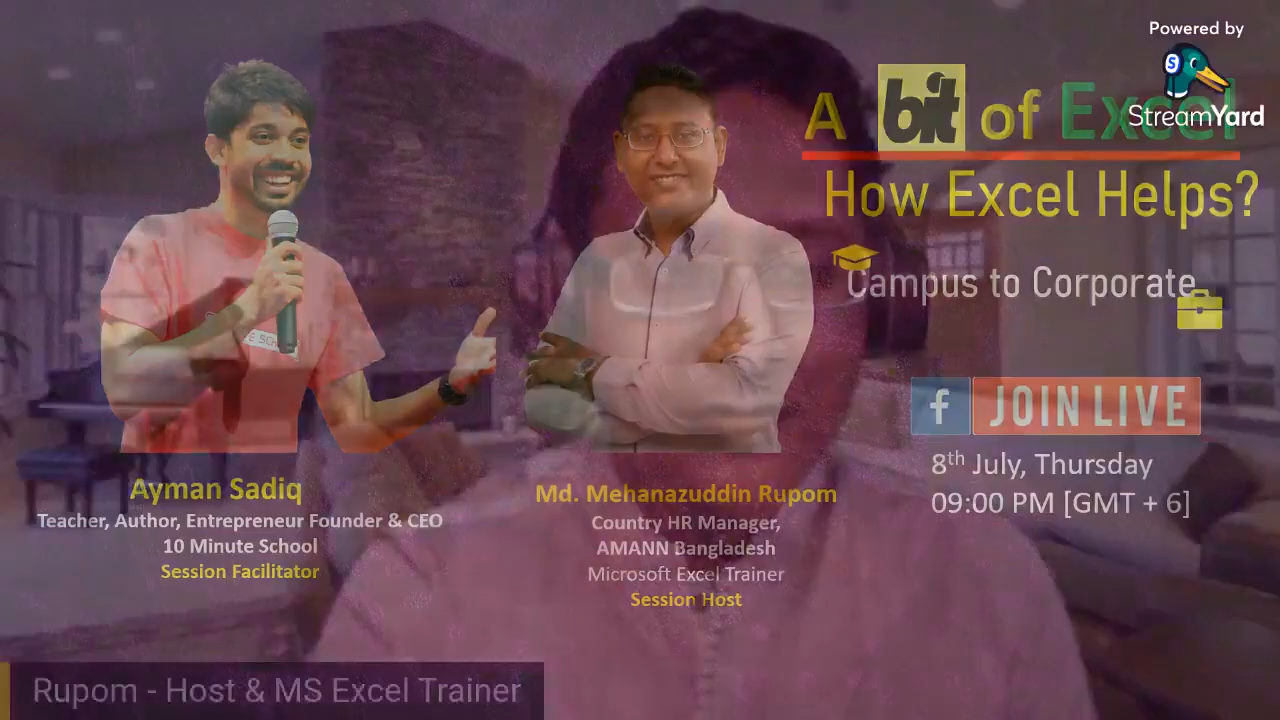 Powered by
StreamYard
A bit of Excel
How Excel Helps?
Campus to Corporate
f JOIN LIVE
8th July, Thursday
09:00 PM [GMT + 6]
E SCH
Ayman Sadiq
Teacher, Author, Entrepreneur Founder & CEO
10 Minute School
Session Facilitator
Md. Mehanazuddin Rupom
Country HR Manager,
AMANN Bangladesh
Microsoft Excel Trainer
Session Host
Rupom - Host & MS Excel Trainer